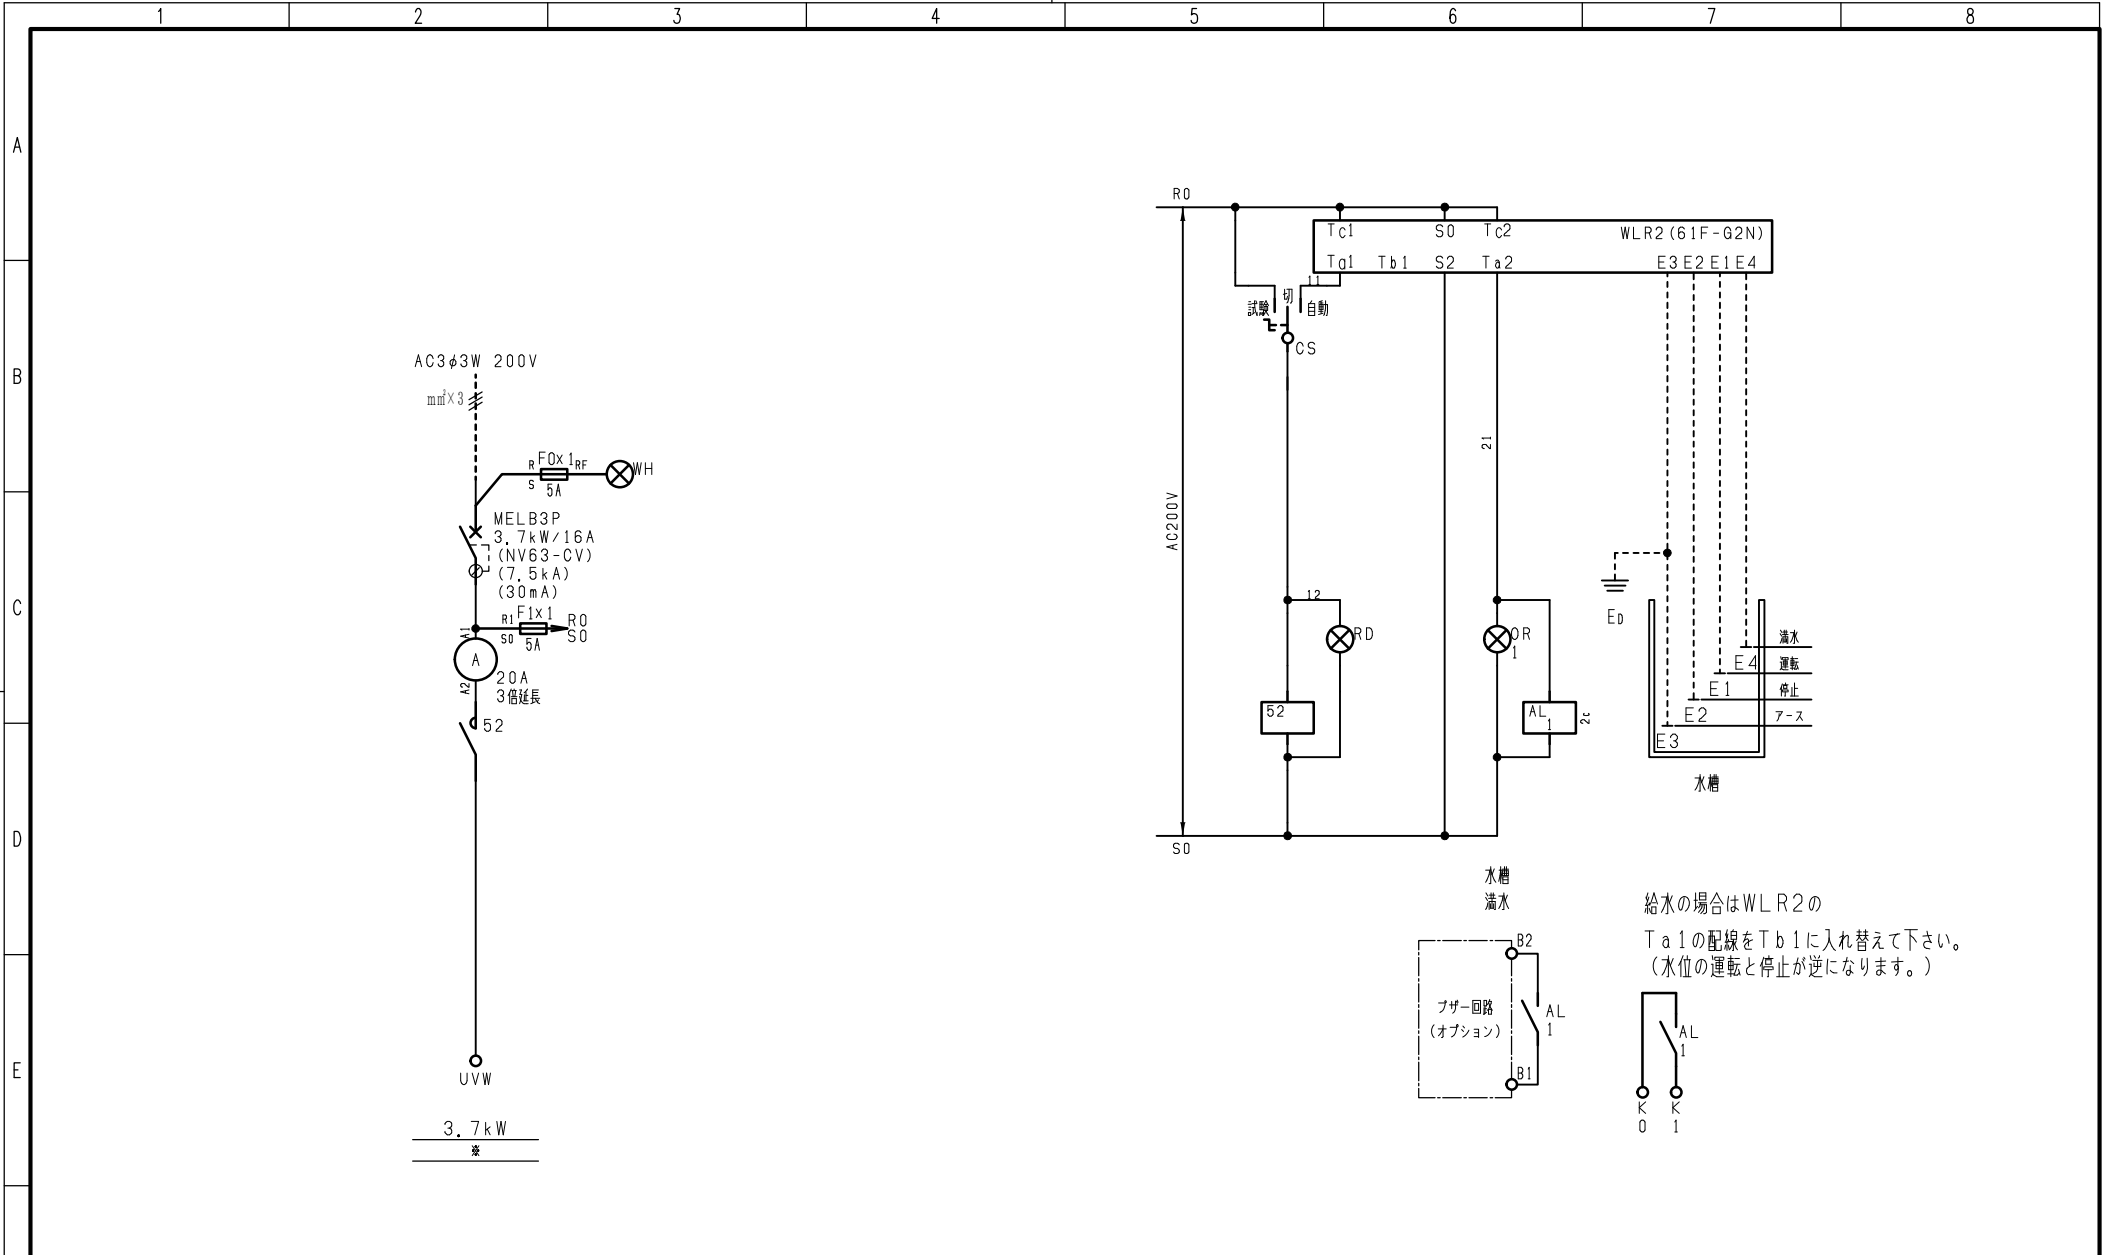 1 2 3 4 5 6 7 8
A
B
C
D
E
AC3φ3W 200V
mm²×3
R
F0×1
RF
WH
S
5A
MELB3P
3.7kW/16A
(NV63-CV)
(7.5kA)
(30mA)
R1
F1×1
R0
S0
S0
5A
A1
A
A2
20A
3倍延長
52
UVW
3.7kW
※
R0
Tc1 S0 Tc2 WLR2(61F-G2N)
Ta1 Tb1 S2 Ta2 E3 E2 E1 E4
11
試験
切
自動
CS
21
AC200V
12
RD
OR
1
52
AL
1
2c
ED
満水
E4
運転
E1
停止
E2
アース
E3
水槽
S0
水槽
満水
B2
ブザー回路
(オプション)
AL
1
B1
給水の場合はWLR2の
Ta1の配線をTb1に入れ替えて下さい。
(水位の運転と停止が逆になります。)
AL
1
K
0
K
1